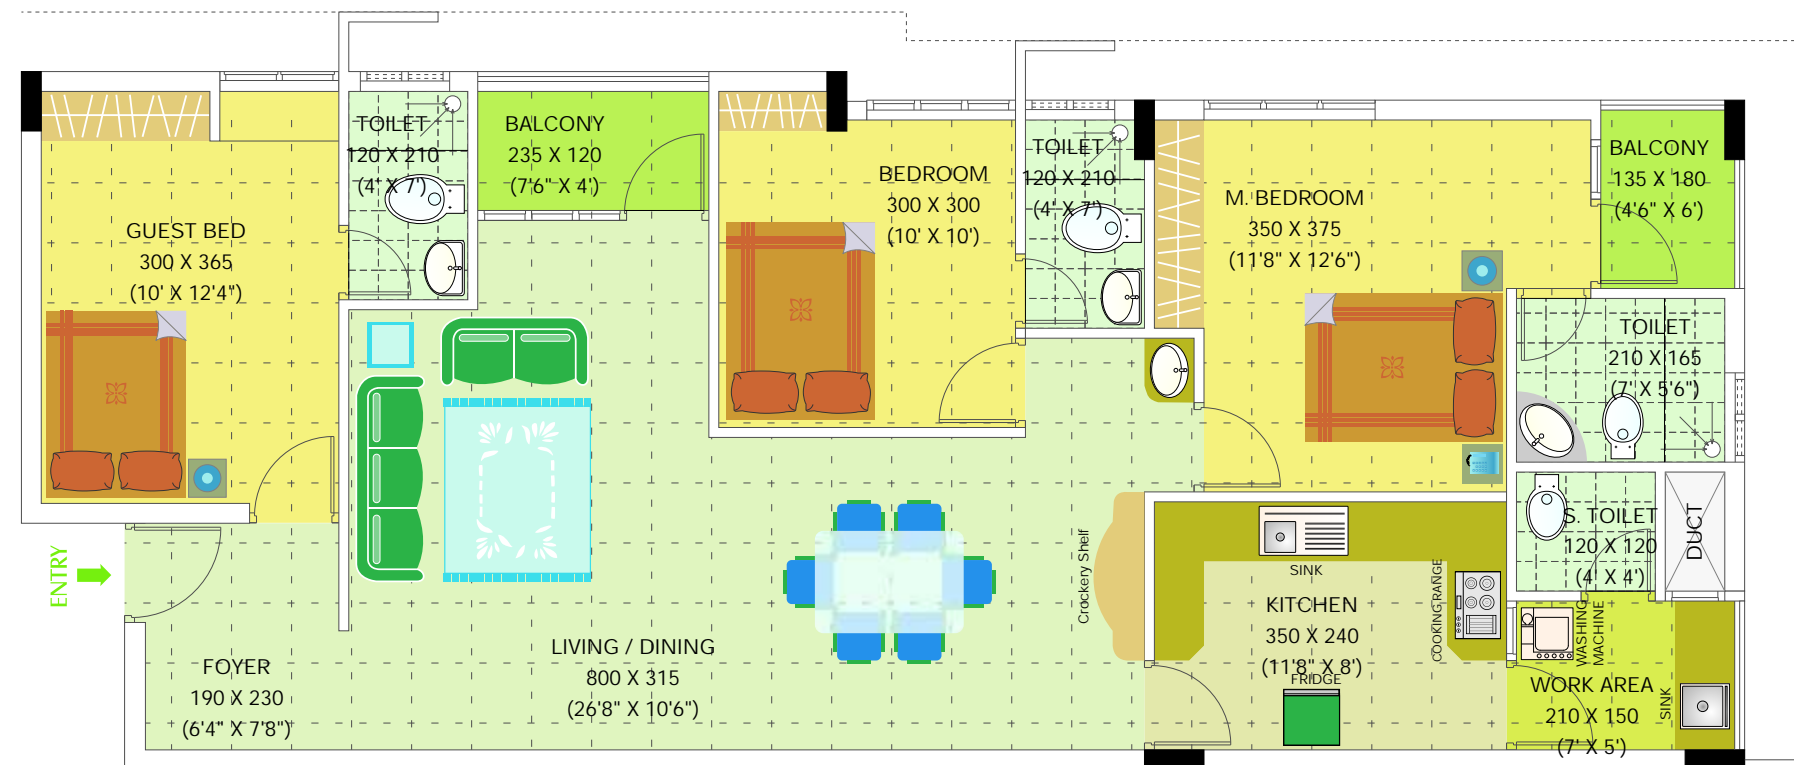 TOILET
120 X 210
(4' X 7')
BALCONY
235 X 120
(7'6" X 4')
BEDROOM
300 X 300
(10' X 10')
TOILET
120 X 210
(4' X 7')
M. BEDROOM
350 X 375
(11'8" X 12'6")
BALCONY
135 X 180
(4'6" X 6')
GUEST BED
300 X 365
(10' X 12'4")
TOILET
210 X 165
(7' X 5'6")
S. TOILET
120 X 120
(4' X 4')
DUCT
ENTRY
Crockery Shelf
SINK
COOKING RANGE
KITCHEN
350 X 240
(11'8" X 8')
FRIDGE
WASHING
MACHINE
WORK AREA
210 X 150
(7' X 5')
SINK
LIVING / DINING
800 X 315
(26'8" X 10'6")
FOYER
190 X 230
(6'4" X 7'8")